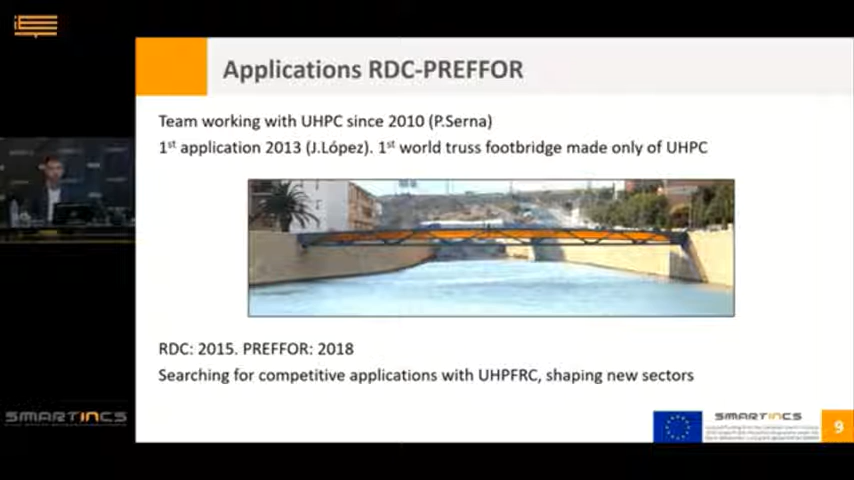 Applications RDC-PREFFOR
Team working with UHPC since 2010 (P.Serna)
1st application 2013 (J.López). 1st world truss footbridge made only of UHPC
RDC: 2015. PREFFOR: 2018
Searching for competitive applications with UHPFRC, shaping new sectors
SMARTINCS
SMARTINCS
9